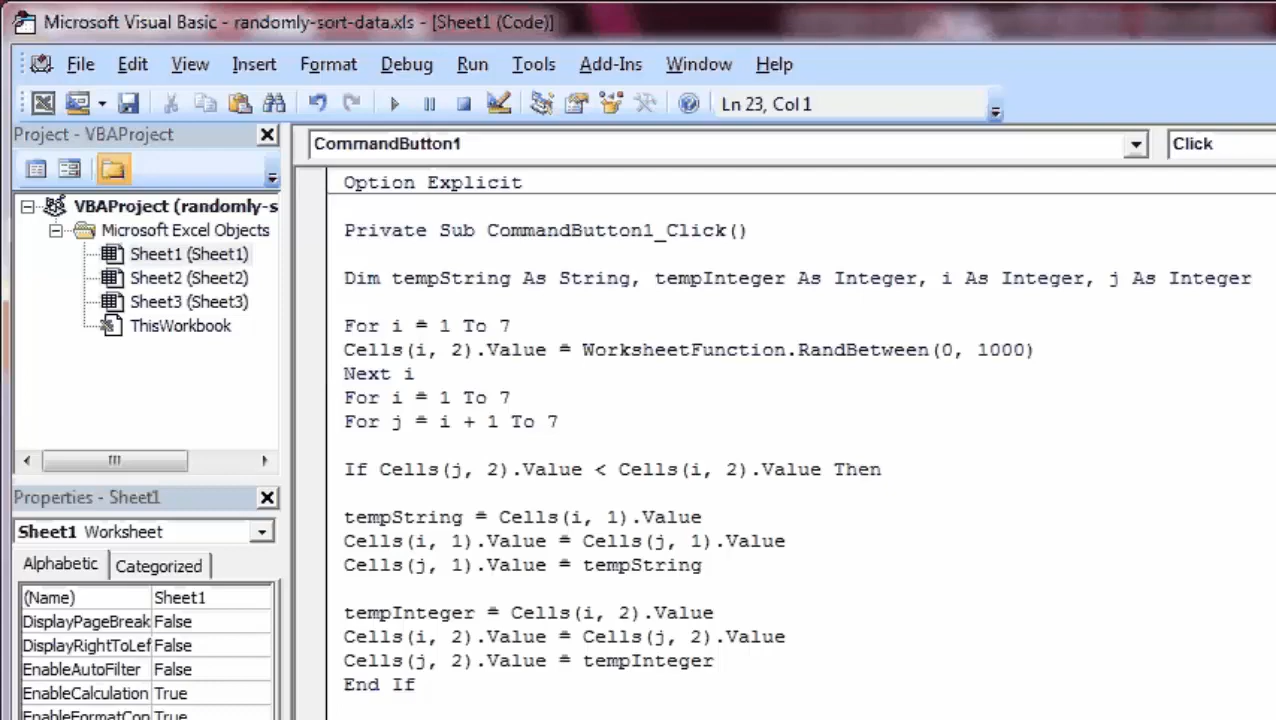 Microsoft Visual Basic - randomly-sort-data.xls - [Sheet1 (Code)]
File Edit View Insert Format Debug Run Tools Add-Ins Window Help
Ln 23, Col 1
Project - VBAProject
CommandButton1
Click
VBAProject (randomly-s
Microsoft Excel Objects
Sheet1 (Sheet1)
Sheet2 (Sheet2)
Sheet3 (Sheet3)
ThisWorkbook
Properties - Sheet1
Sheet1 Worksheet
Alphabetic Categorized
(Name) Sheet1
DisplayPageBreak False
DisplayRightToLef False
EnableAutoFilter False
EnableCalculation True
EnableFormatCon True
Option Explicit
Private Sub CommandButton1_Click()
Dim tempString As String, tempInteger As Integer, i As Integer, j As Integer
For i = 1 To 7
Cells(i, 2).Value = WorksheetFunction.RandBetween(0, 1000)
Next i
For i = 1 To 7
For j = i + 1 To 7
If Cells(j, 2).Value < Cells(i, 2).Value Then
tempString = Cells(i, 1).Value
Cells(i, 1).Value = Cells(j, 1).Value
Cells(j, 1).Value = tempString
tempInteger = Cells(i, 2).Value
Cells(i, 2).Value = Cells(j, 2).Value
Cells(j, 2).Value = tempInteger
End If